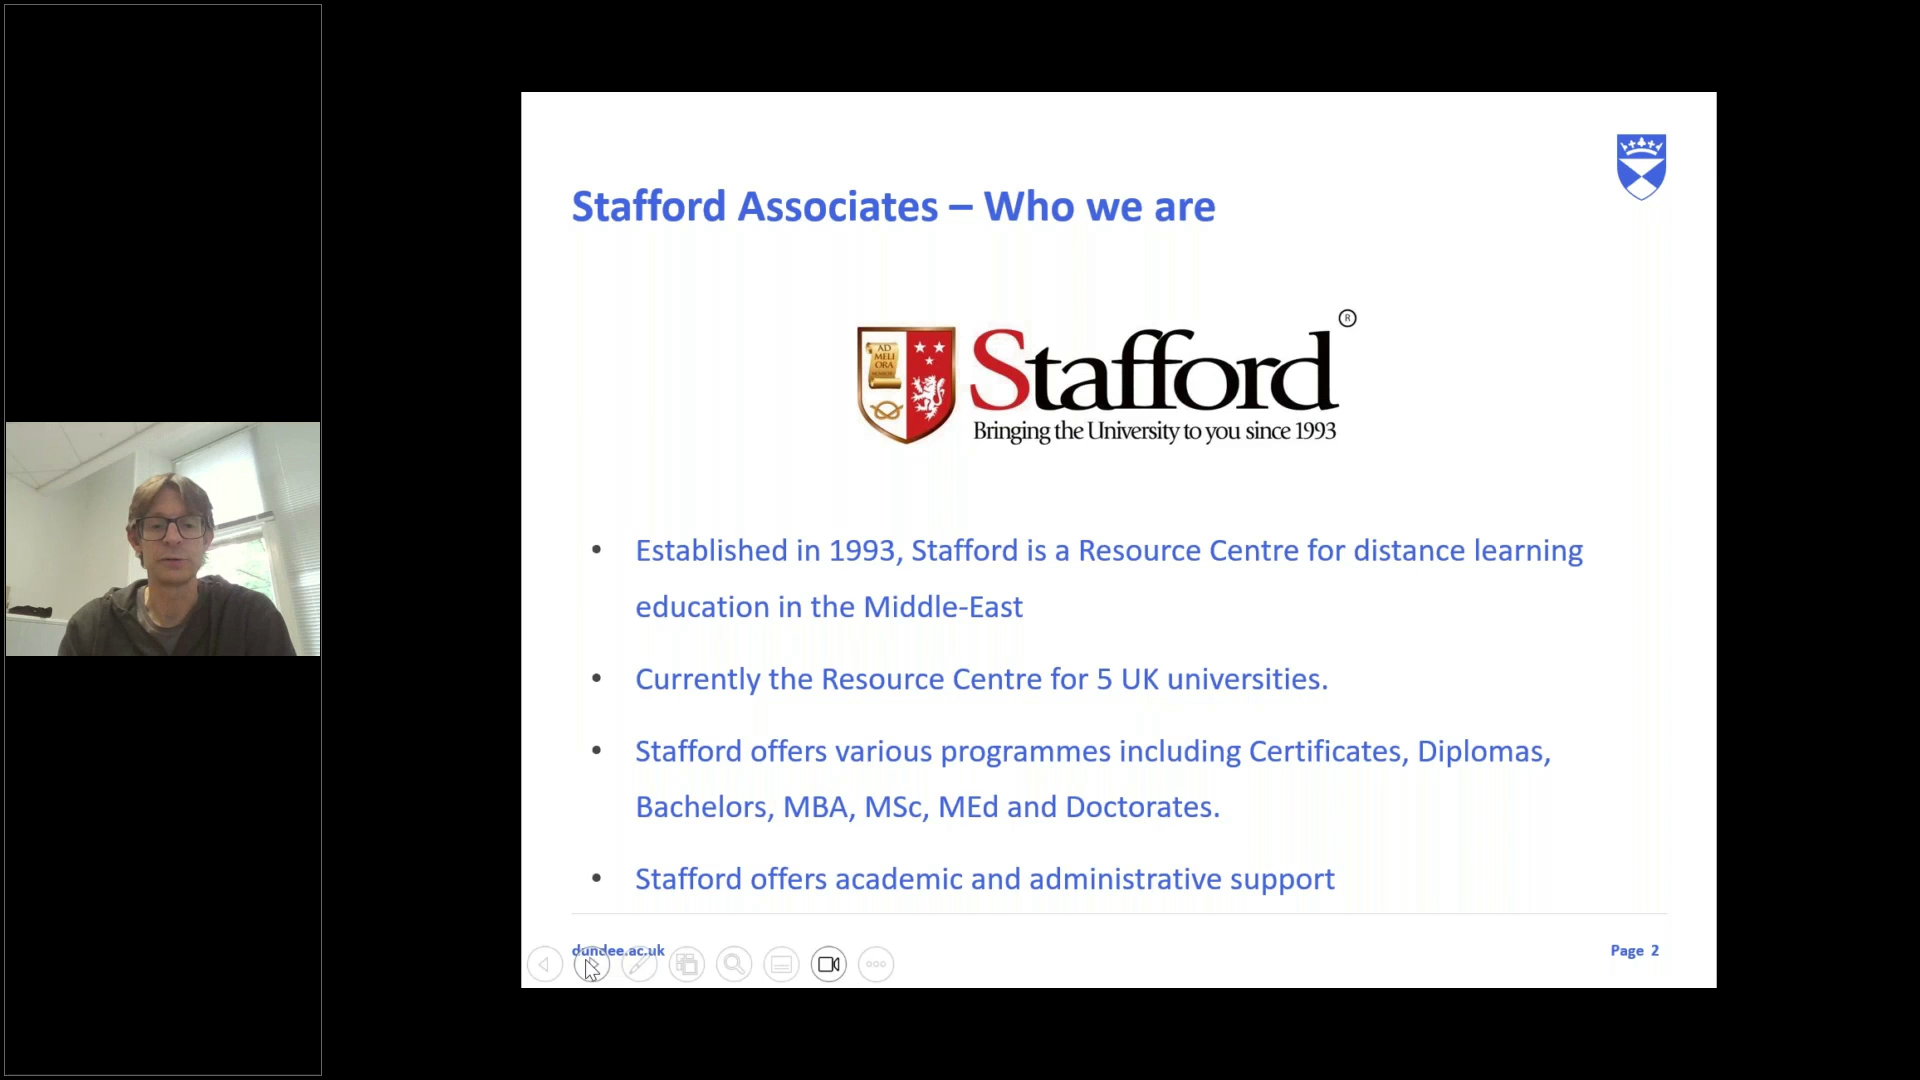 Stafford Associates – Who we are
AD
MELI
ORA
Stafford
®
Bringing the University to you since 1993
• Established in 1993, Stafford is a Resource Centre for distance learning
education in the Middle-East
• Currently the Resource Centre for 5 UK universities.
• Stafford offers various programmes including Certificates, Diplomas,
Bachelors, MBA, MSc, MEd and Doctorates.
• Stafford offers academic and administrative support
dundee.ac.uk
Page 2